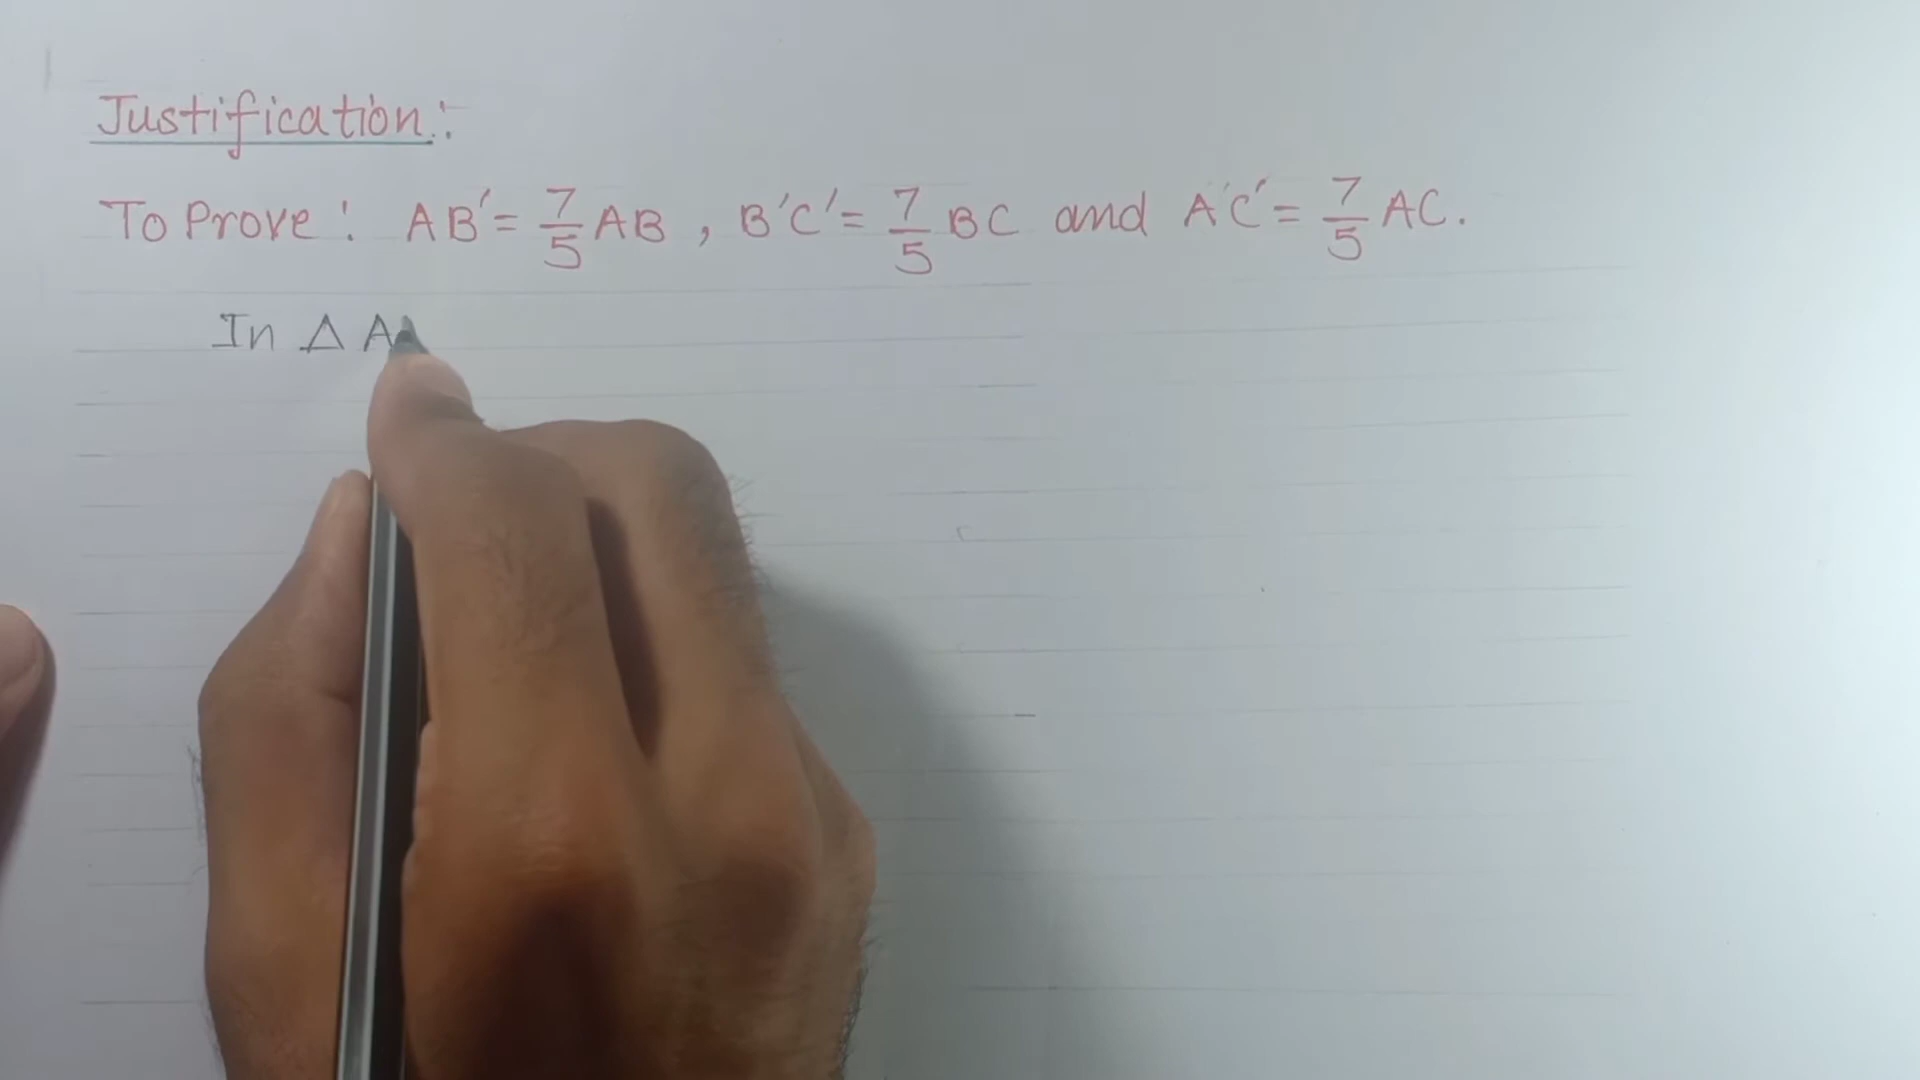 Justification:
To Prove: AB' = 7/5 AB, B'C' = 7/5 BC and A'C' = 7/5 AC.
In Δ A